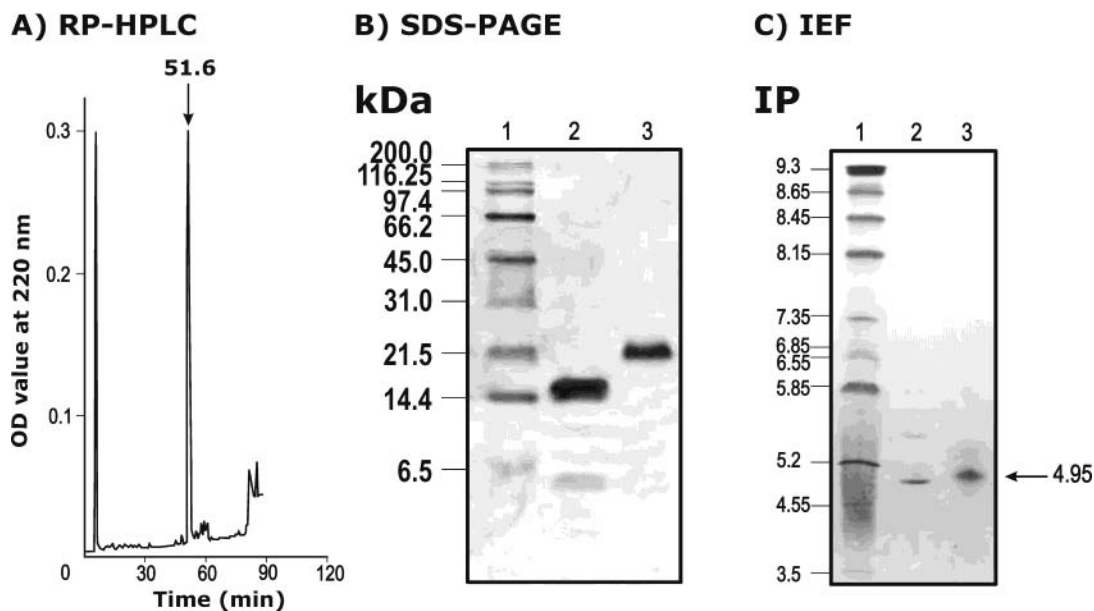 A) RP-HPLC
51.6
OD value at 220 nm
0.3
0.2
0.1
0 30 60 90 120
Time (min)
B) SDS-PAGE
kDa
1 2 3
200.0
116.25
97.4
66.2
45.0
31.0
21.5
14.4
6.5
C) IEF
IP
1 2 3
9.3
8.65
8.45
8.15
7.35
6.85
6.55
5.85
5.2
4.55
3.5
4.95